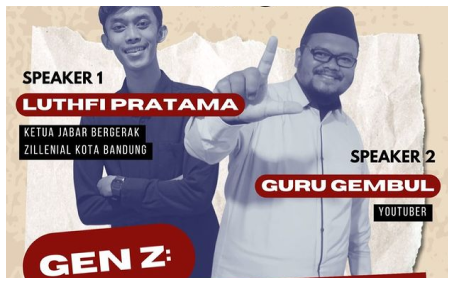 SPEAKER 1
LUTHFI PRATAMA
KETUA JABAR BERGERAK
ZILLENIAL KOTA BANDUNG
SPEAKER 2
GURU GEMBUL
YOUTUBER
GEN Z: